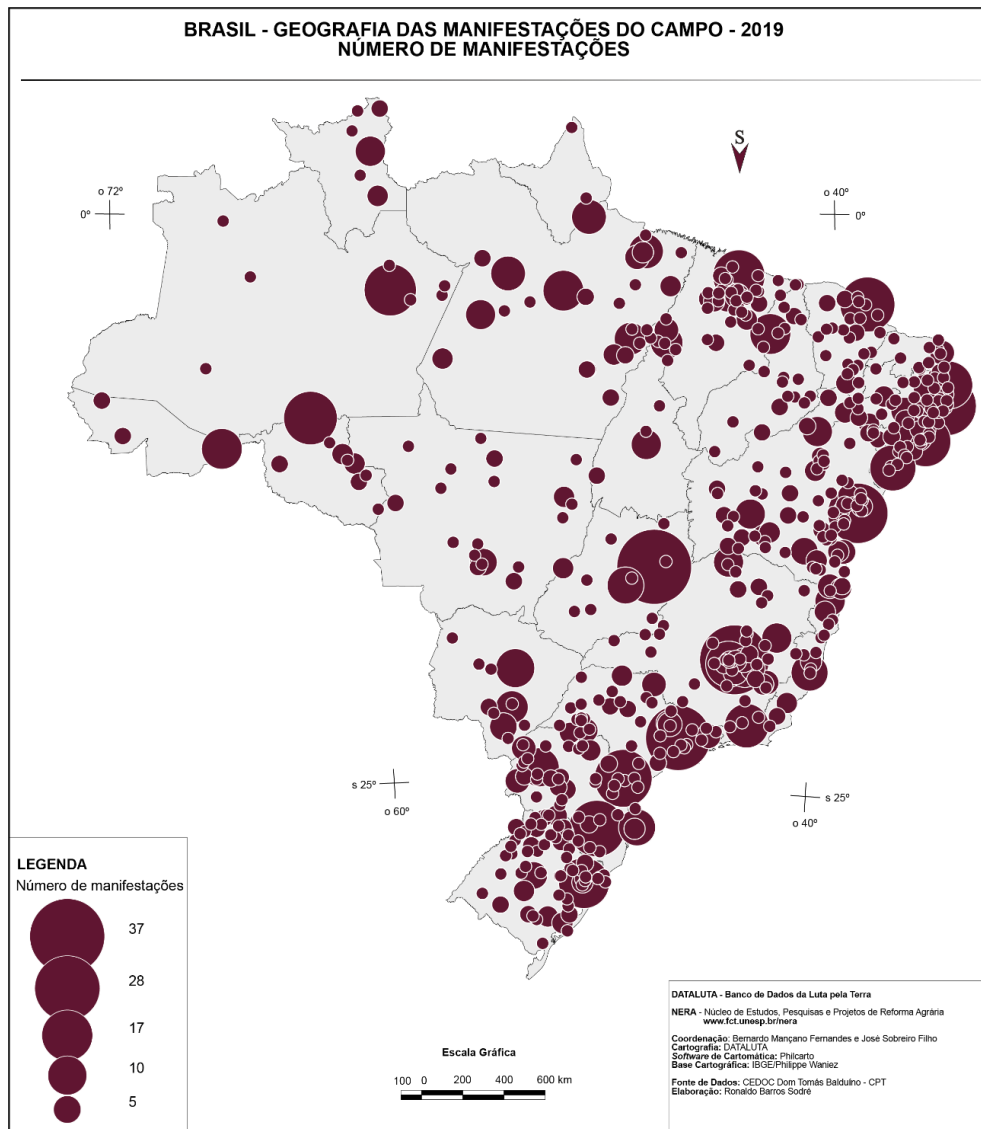 BRASIL - GEOGRAFIA DAS MANIFESTAÇÕES DO CAMPO - 2019
NÚMERO DE MANIFESTAÇÕES
S
o 72º
0º
o 40º
0º
s 25º
o 60º
s 25º
o 40º
LEGENDA
Número de manifestações
37
28
17
10
5
Escala Gráfica
100 0 200 400 600 km
DATALUTA - Banco de Dados da Luta pela Terra
NERA - Núcleo de Estudos, Pesquisas e Projetos de Reforma Agrária
www.fct.unesp.br/nera
Coordenação: Bernardo Mançano Fernandes e José Sobreiro Filho
Cartografia: DATALUTA
Software de Cartomática: Philcarto
Base Cartográfica: IBGE/Philippe Waniez
Fonte de Dados: CEDOC Dom Tomás Balduíno - CPT
Elaboração: Ronaldo Barros Sodré